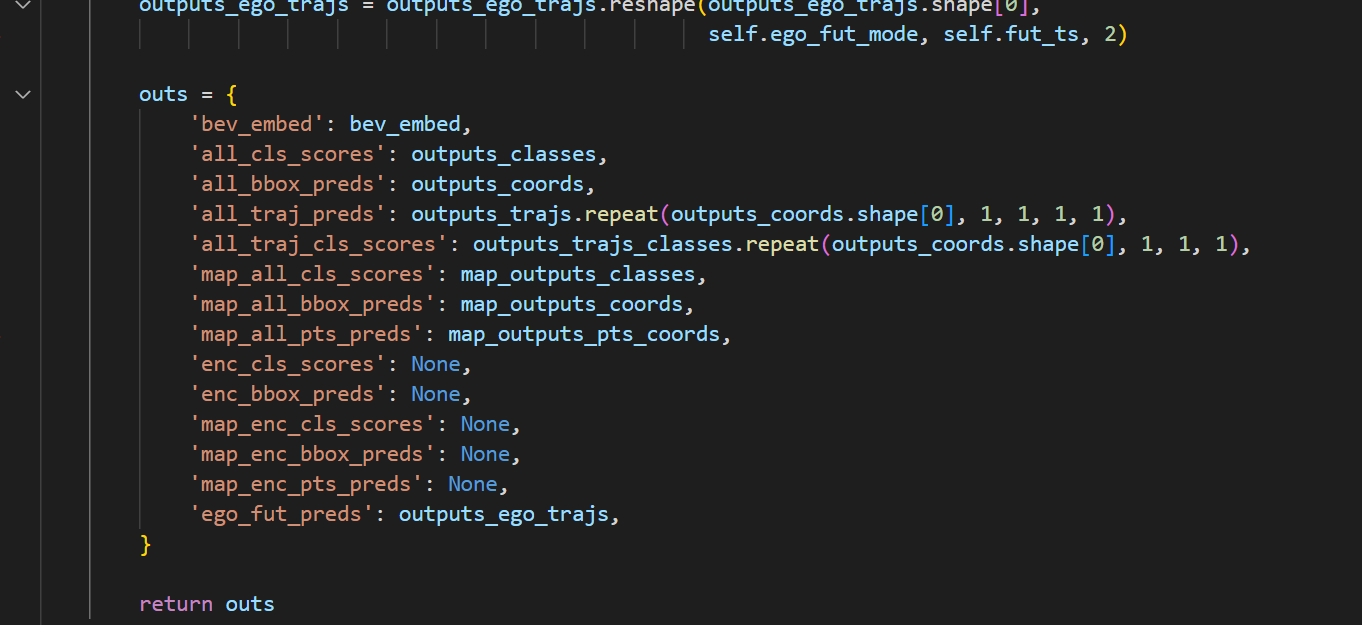 outputs_ego_trajs = outputs_ego_trajs.reshape(outputs_ego_trajs.shape[0],
self.ego_fut_mode, self.fut_ts, 2)
outs = {
'bev_embed': bev_embed,
'all_cls_scores': outputs_classes,
'all_bbox_preds': outputs_coords,
'all_traj_preds': outputs_trajs.repeat(outputs_coords.shape[0], 1, 1, 1, 1),
'all_traj_cls_scores': outputs_trajs_classes.repeat(outputs_coords.shape[0], 1, 1, 1),
'map_all_cls_scores': map_outputs_classes,
'map_all_bbox_preds': map_outputs_coords,
'map_all_pts_preds': map_outputs_pts_coords,
'enc_cls_scores': None,
'enc_bbox_preds': None,
'map_enc_cls_scores': None,
'map_enc_bbox_preds': None,
'map_enc_pts_preds': None,
'ego_fut_preds': outputs_ego_trajs,
}
return outs